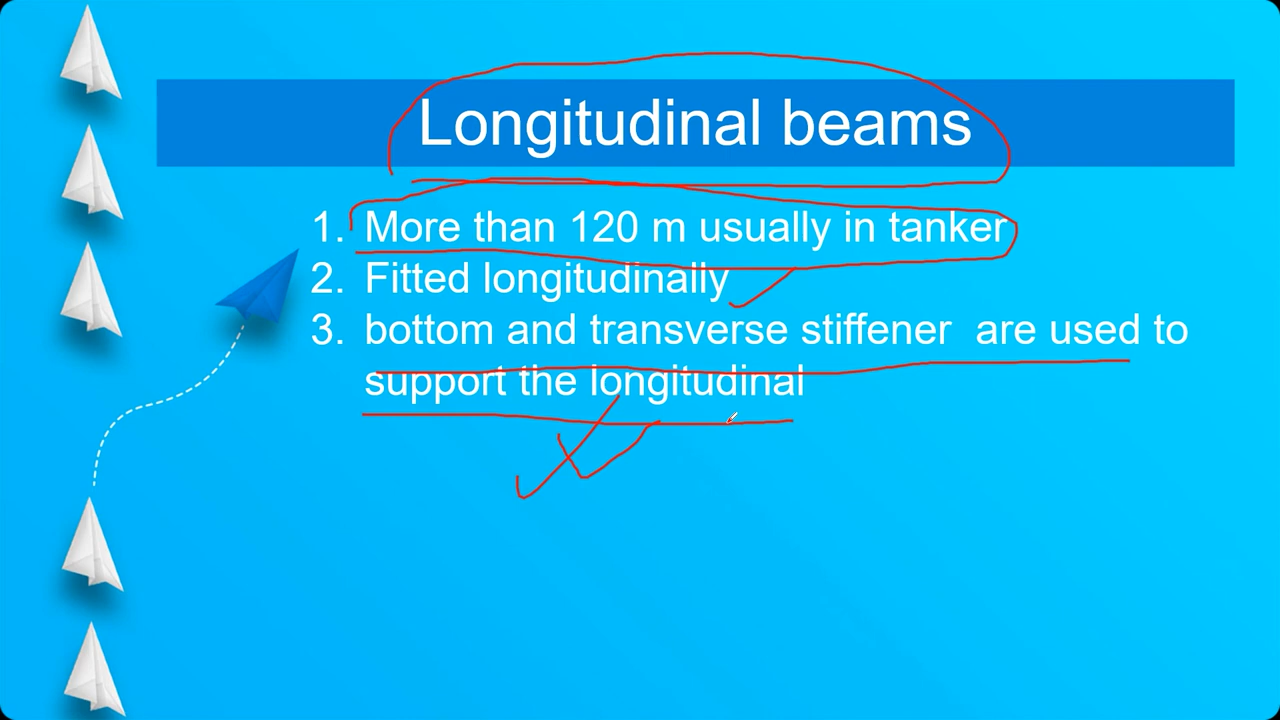 Longitudinal beams
1. More than 120 m usually in tanker
2. Fitted longitudinally
3. bottom and transverse stiffener are used to
support the longitudinal